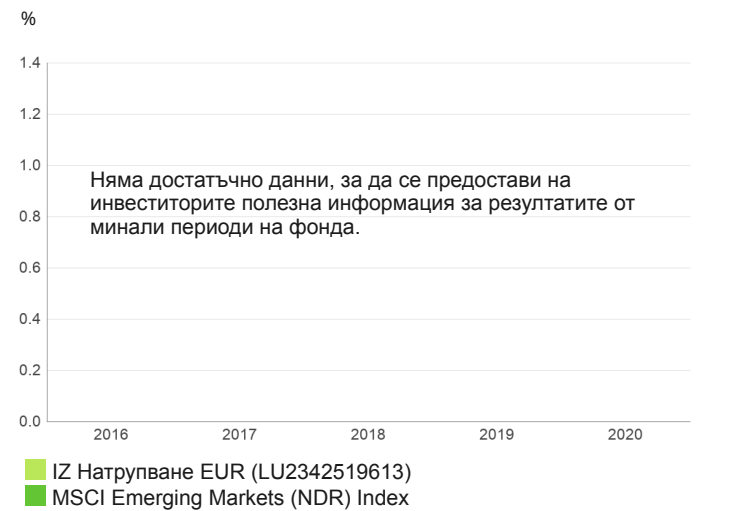 %
1.4
1.2
1.0
Няма достатъчно данни, за да се предостави на
инвеститорите полезна информация за резултатите от
минали периоди на фонда.
0.8
0.6
0.4
0.2
0.0
2016 2017 2018 2019 2020
IZ Натрупване EUR (LU2342519613)
MSCI Emerging Markets (NDR) Index